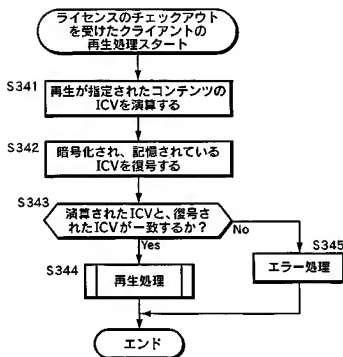 ライセンスのチェックアウト
を受けたクライアントの
再生処理スタート
S341
再生が指定されたコンテンツの
ICVを演算する
S342
暗号化され、記憶されている
ICVを復号する
S343
演算されたICVと、復号さ
れたICVが一致するか？
No
Yes
S344
再生処理
S345
エラー処理
エンド